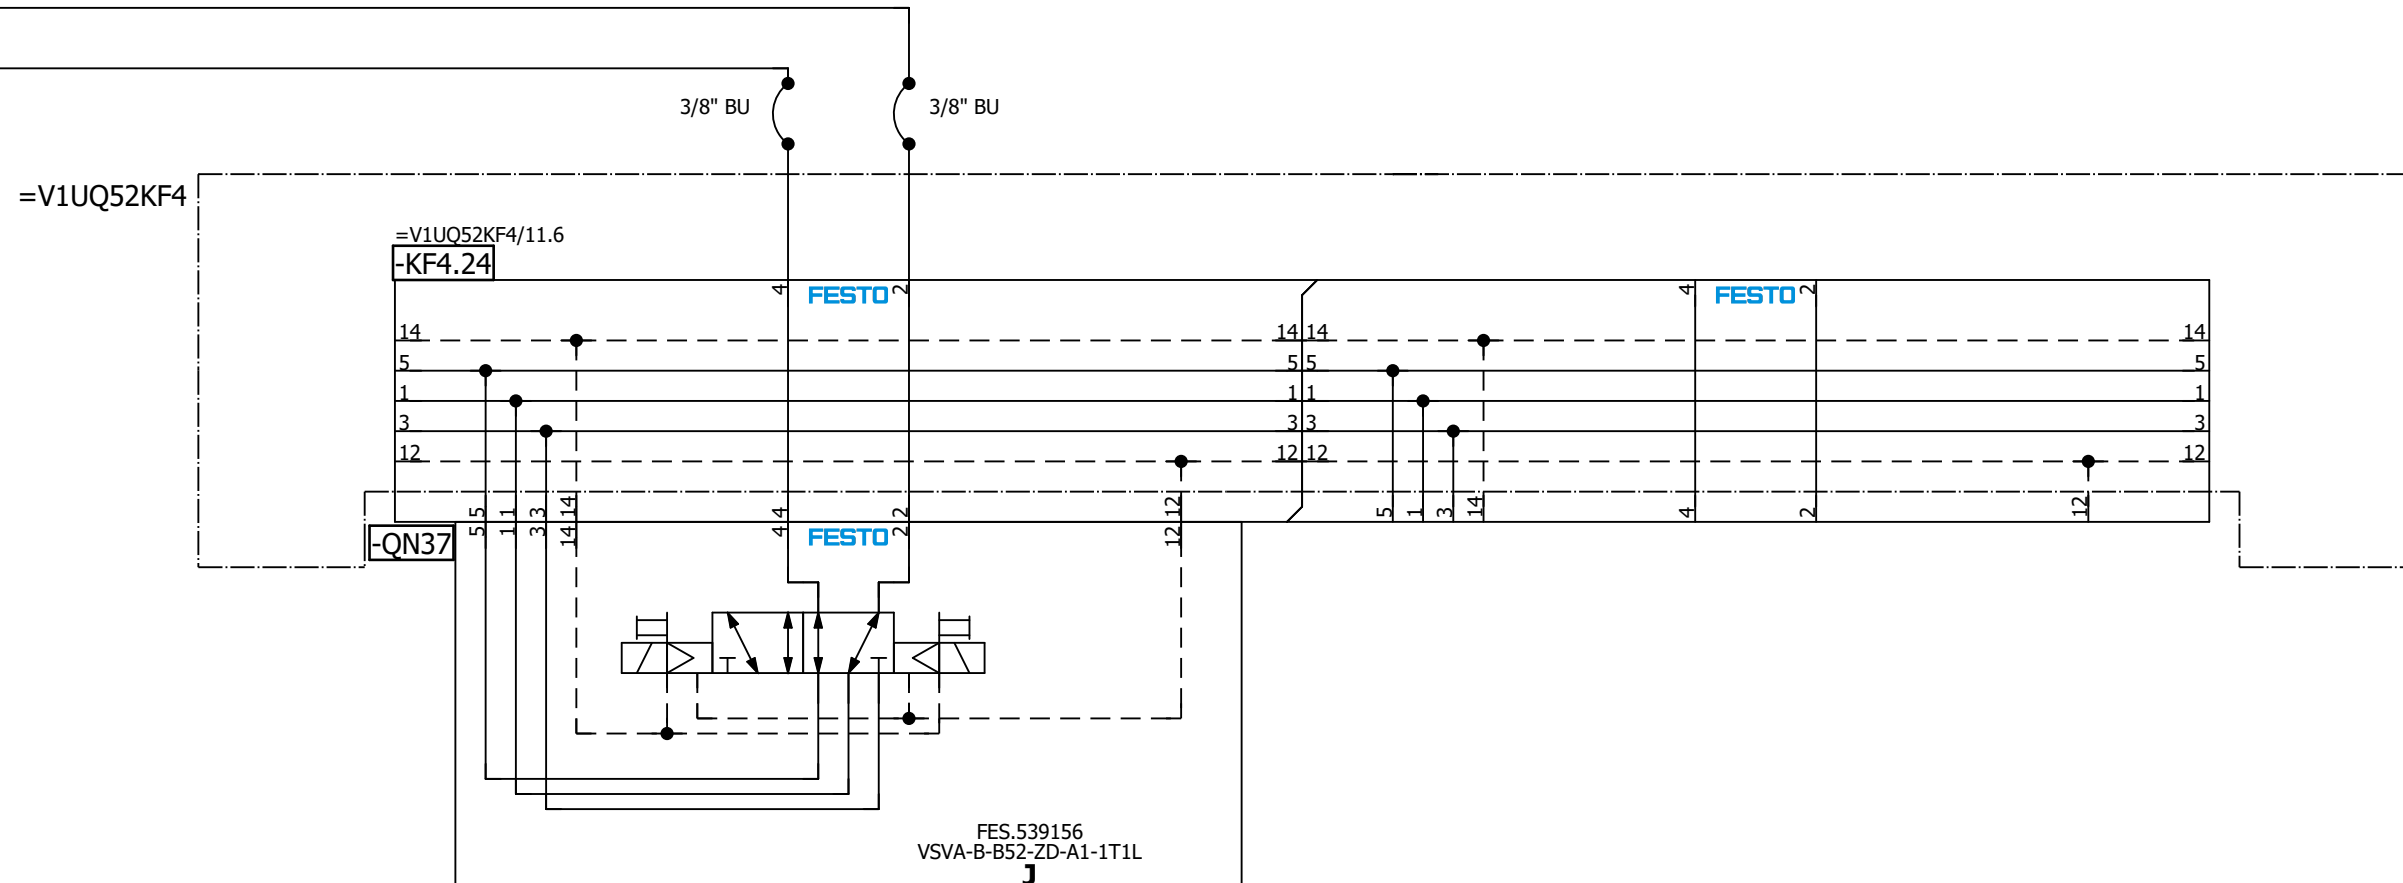 3/8" BU
3/8" BU
=V1UQ52KF4
=V1UQ52KF4/11.6
-KF4.24
4 FESTO 2
4 FESTO 2
14 14 14 14
5 5 5 5
1 1 1 1
3 3 3 3
12 12 12 12
5 1 3 14 4 2 12
5 1 3 14 4 2 12
-QN37
5 1 3 14 4 FESTO 2 12
FES.539156
VSVA-B-B52-ZD-A1-1T1L
J